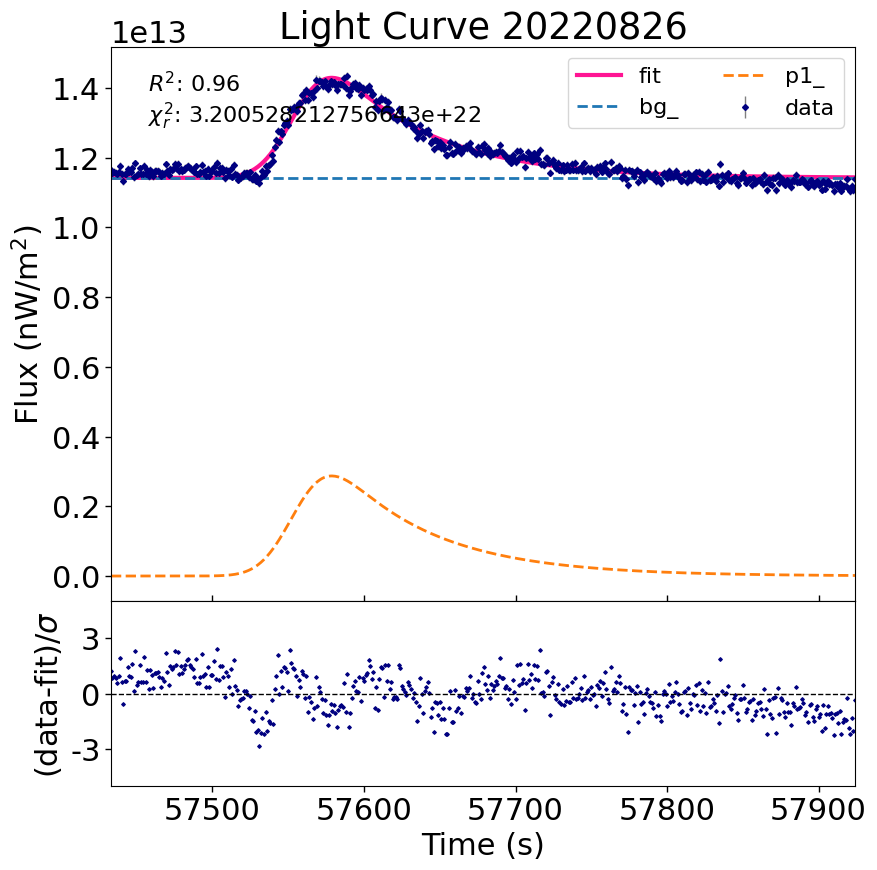 Light Curve 20220826
1e13
R²: 0.96
χ²ᵣ: 3.2005282127566​43e+22
fit
bg_
p1_
data
1.4
1.2
1.0
0.8
0.6
0.4
0.2
0.0
Flux (nW/m²)
3
0
-3
(data-fit)/σ
57500 57600 57700 57800 57900
Time (s)